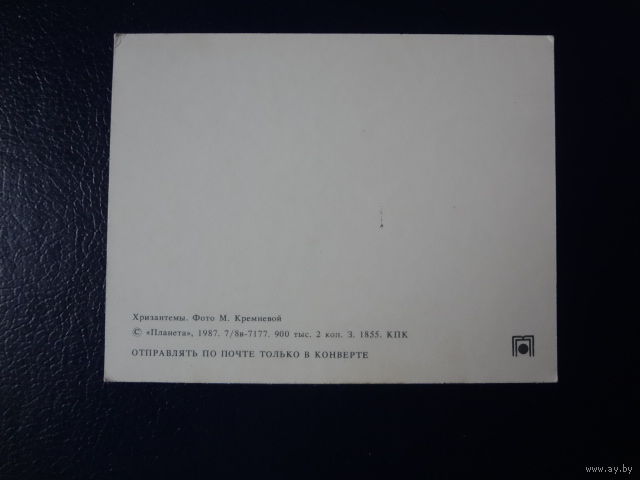 Хризантемы. Фото М. Кремневой
© «Планета», 1987. 7/8в-7177. 900 тыс. 2 коп. З. 1855. КПК
ОТПРАВЛЯТЬ ПО ПОЧТЕ ТОЛЬКО В КОНВЕРТЕ
www.ay.by